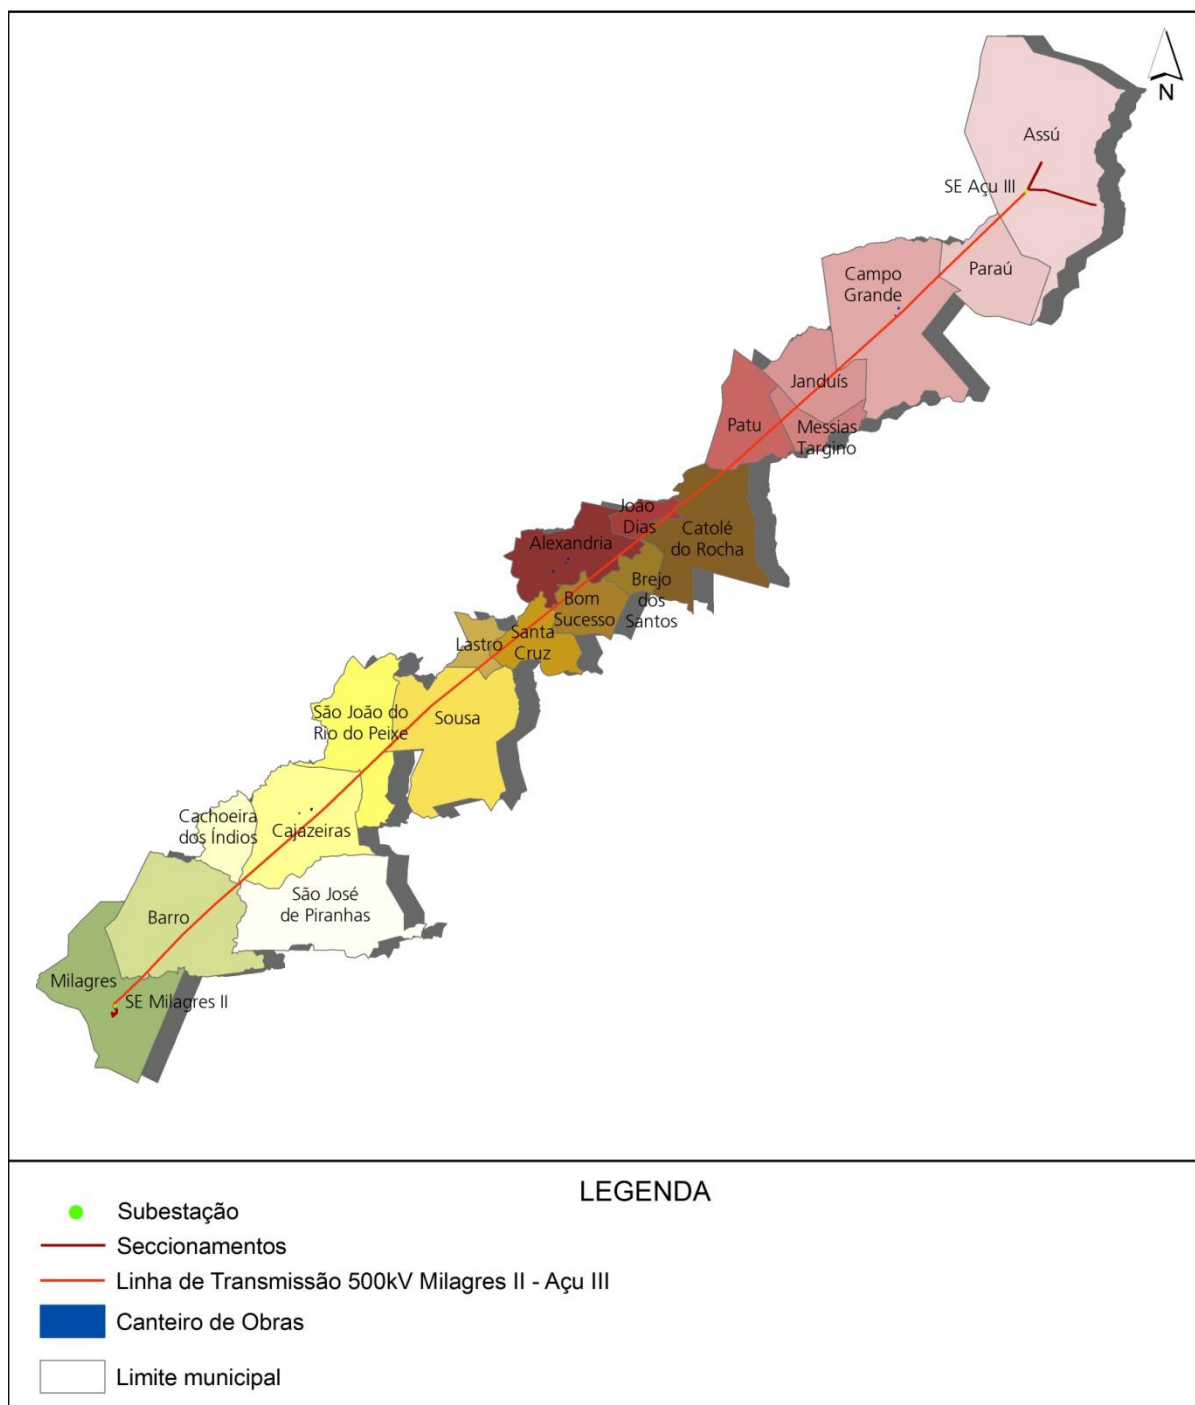 N
Assú
SE Açu III
Paraú
Campo
Grande
Janduís
Patu
Messias
Targino
João
Dias
Catolé
do Rocha
Alexandria
Brejo
dos
Santos
Bom
Sucesso
Santa
Cruz
Lastro
São João do
Rio do Peixe
Sousa
Cachoeira
dos Índios
Cajazeiras
São José
de Piranhas
Barro
Milagres
SE Milagres II
LEGENDA
Subestação
Seccionamentos
Linha de Transmissão 500kV Milagres II - Açu III
Canteiro de Obras
Limite municipal